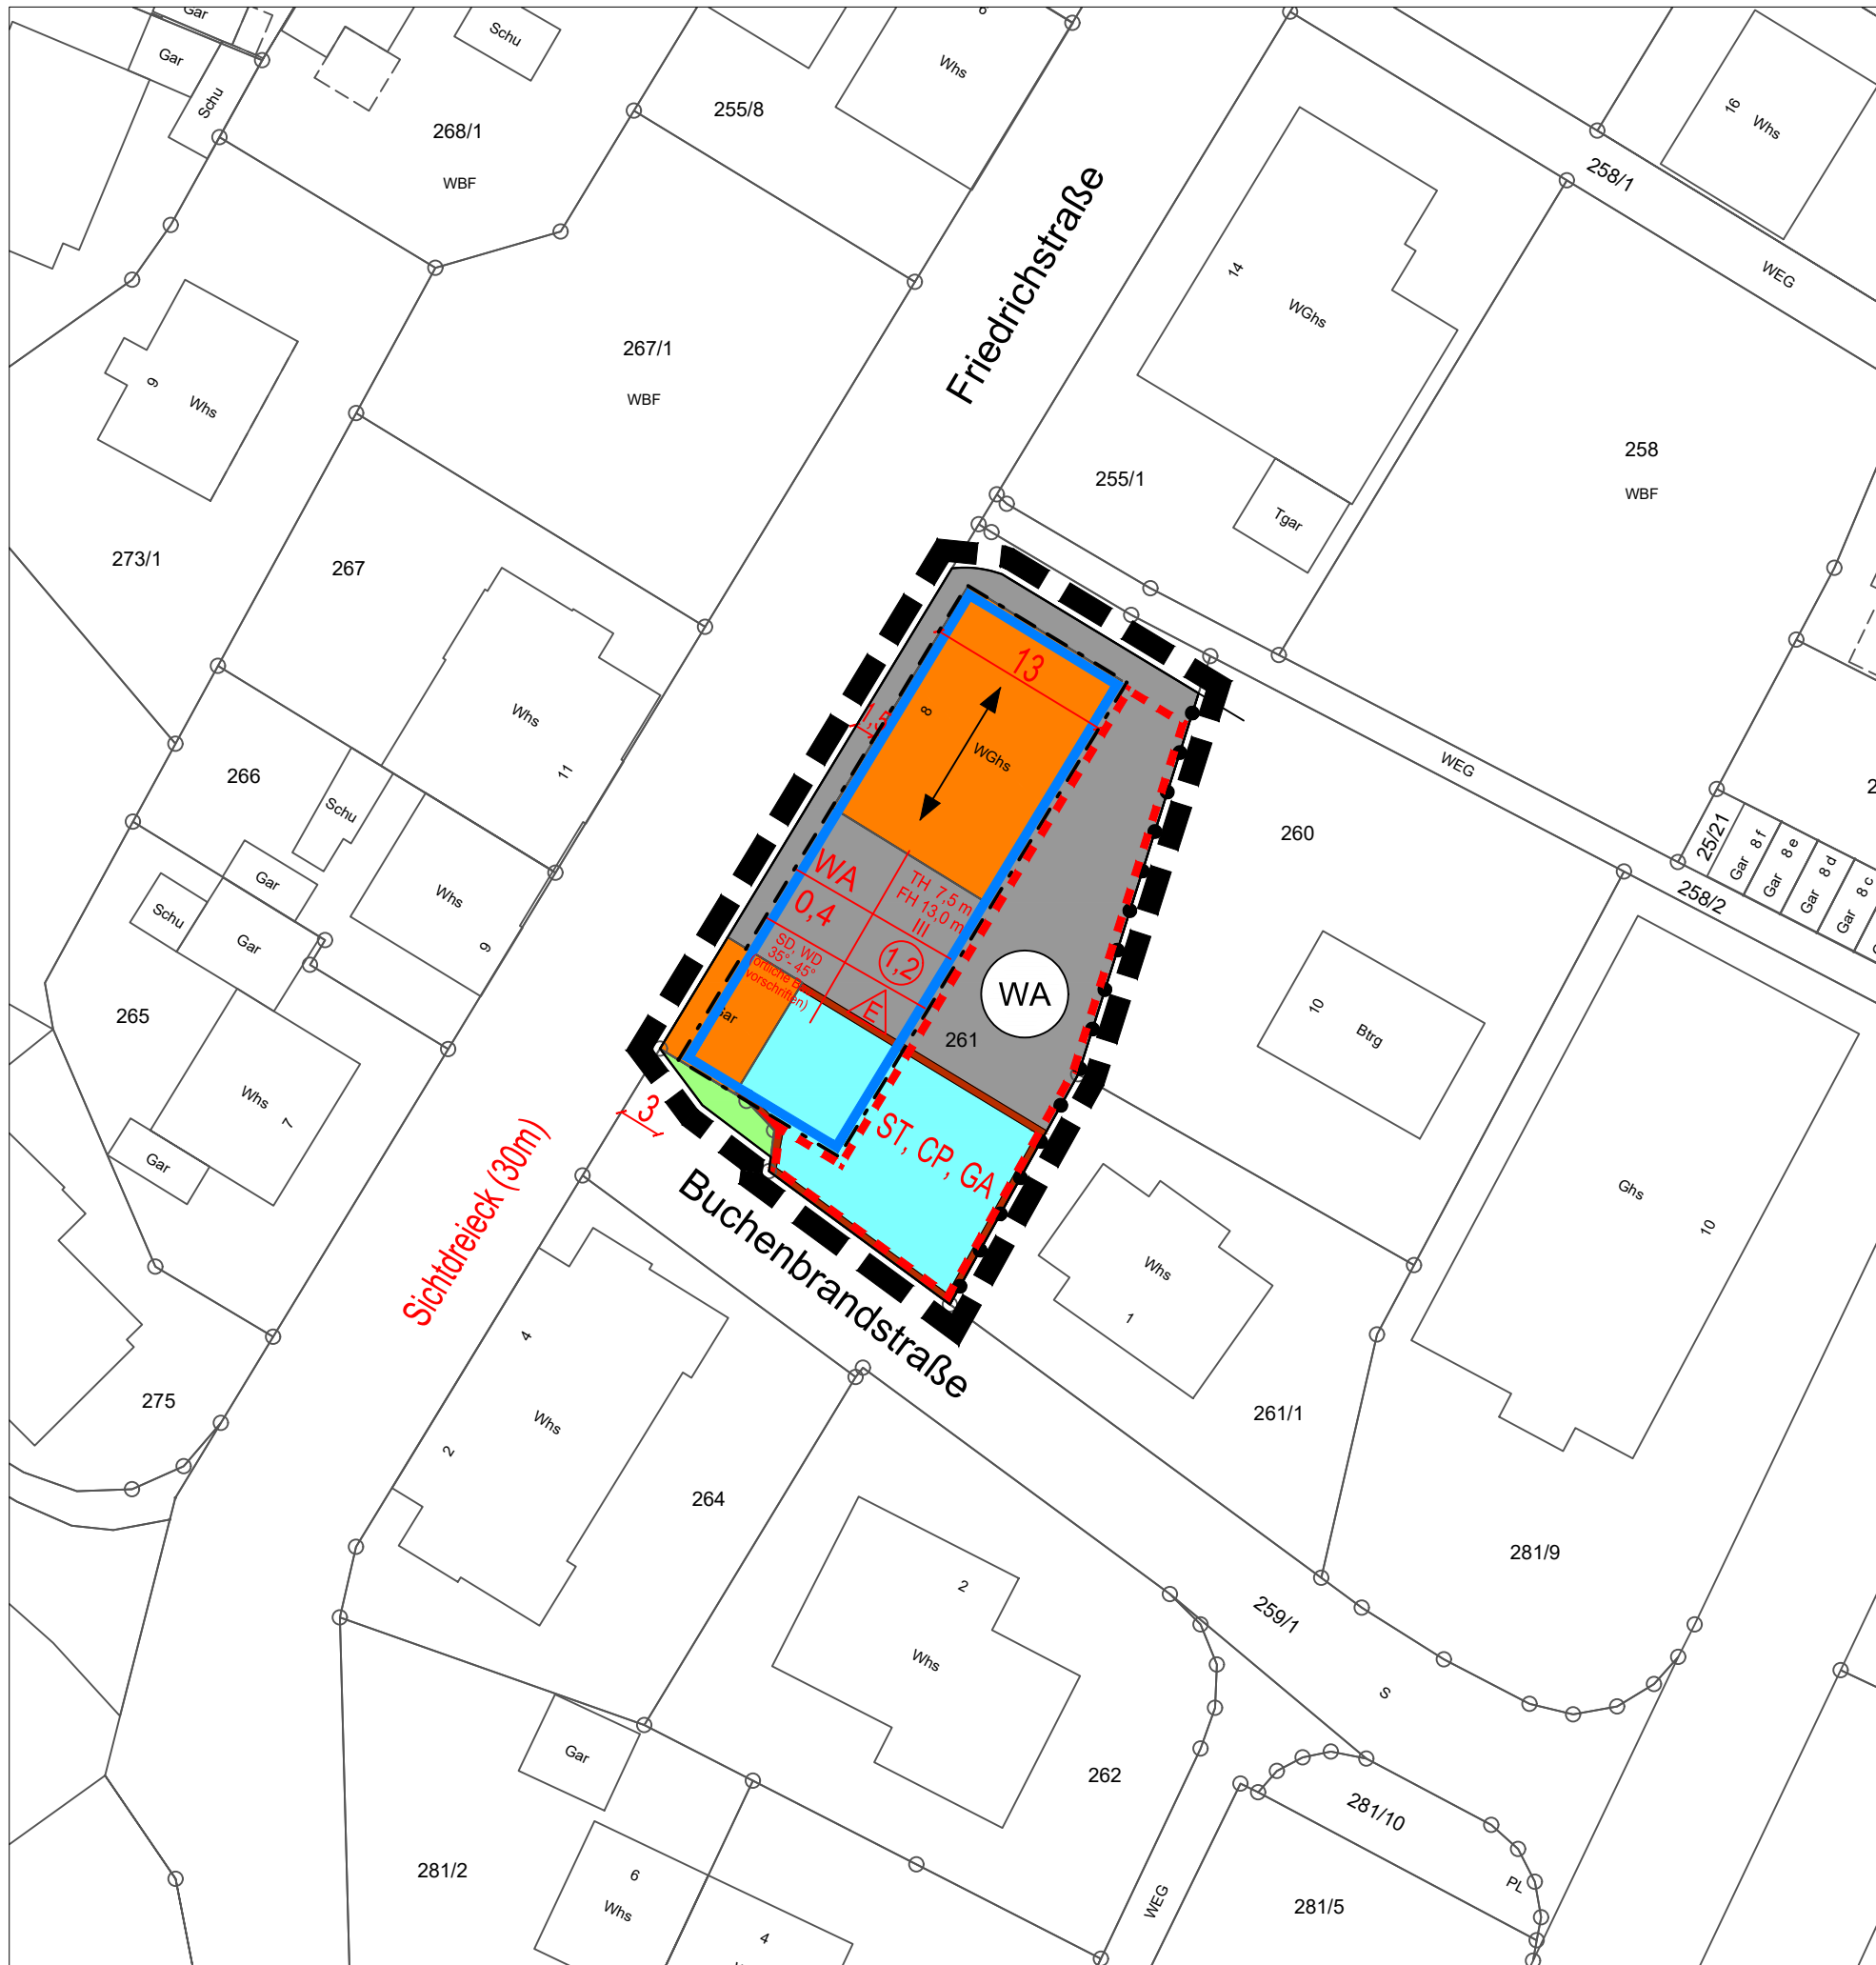 Gar
Gar
Schu
Schu
268/1
WBF
255/8
Whs
16
Whs
258/1
WEG
Friedrichstraße
14
WGhs
Tgar
255/1
258
WBF
267/1
WBF
9
Whs
273/1
267
Whs
11
266
Schu
Gar
Schu
Gar
Whs
9
265
Whs
7
Gar
13
8
WGhs
WA
0,4
TH 7,5 m
FH 13,0 m
III
1,2
SD, WD
35°-45°
vorschriften)
E
261
WA
ST, CP, GA
3
Sichtdreieck (30m)
Buchenbrandstraße
260
WEG
255/21
Gar 8 f
Gar 8 e
Gar 8 d
Gar 8 c
258/2
10
Btrg
Ghs
10
Whs
1
261/1
281/9
275
4
Whs
2
264
2
Whs
259/1
S
Gar
262
281/10
PL
281/2
6
Whs
4
WEG
281/5